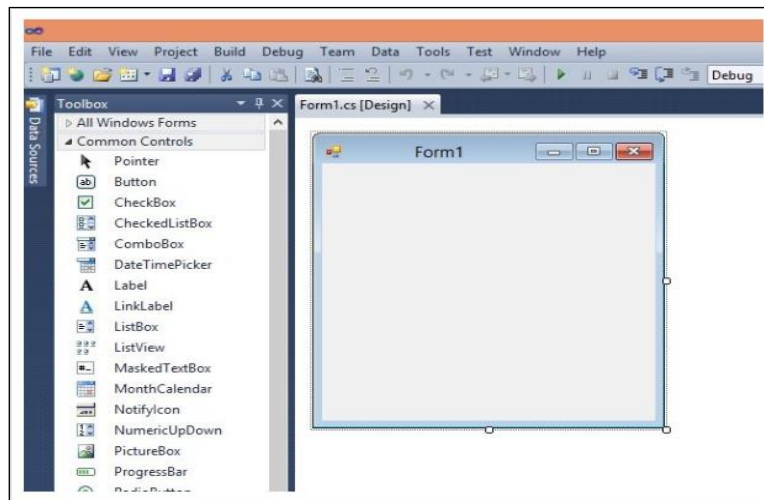 File Edit View Project Build Debug Team Data Tools Test Window Help
Debug
Data Sources
Toolbox
All Windows Forms
Common Controls
Pointer
Button
CheckBox
CheckedListBox
ComboBox
DateTimePicker
A Label
A LinkLabel
ListBox
ListView
MaskedTextBox
MonthCalendar
NotifyIcon
NumericUpDown
PictureBox
ProgressBar
Form1.cs [Design]
Form1